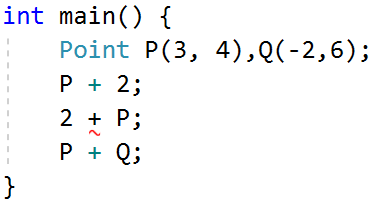 int main() {
    Point P(3, 4),Q(-2,6);
    P + 2;
    2 + P;
    P + Q;
}